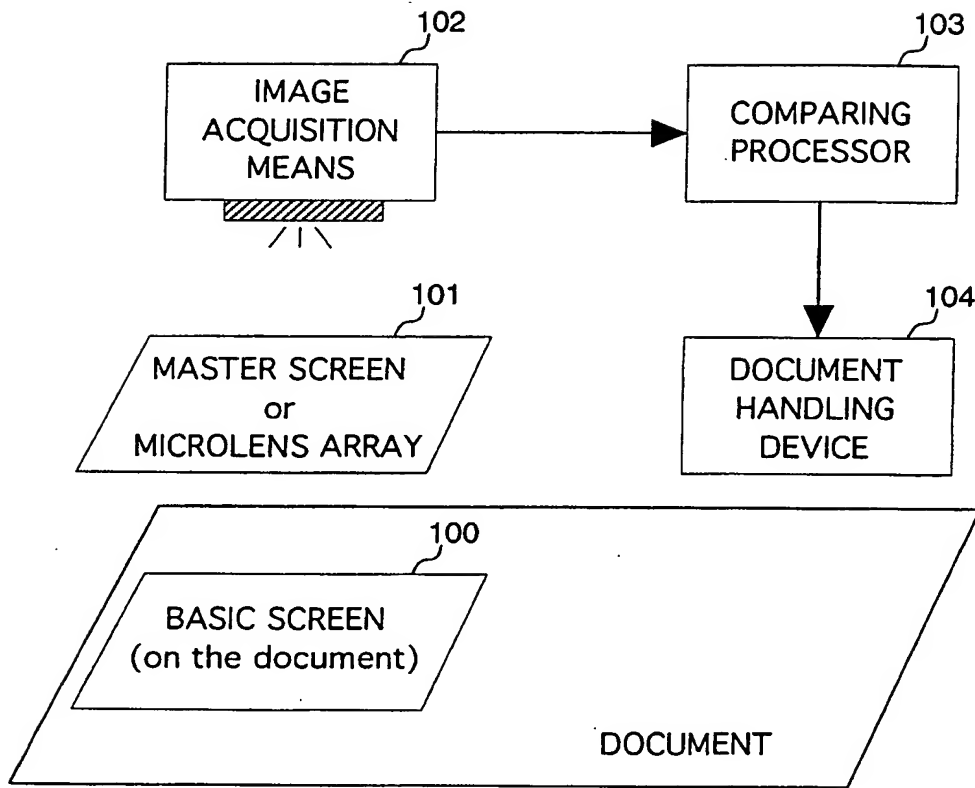 102
IMAGE
ACQUISITION
MEANS
103
COMPARING
PROCESSOR
101
MASTER SCREEN
or
MICROLENS ARRAY
104
DOCUMENT
HANDLING
DEVICE
100
BASIC SCREEN
(on the document)
DOCUMENT